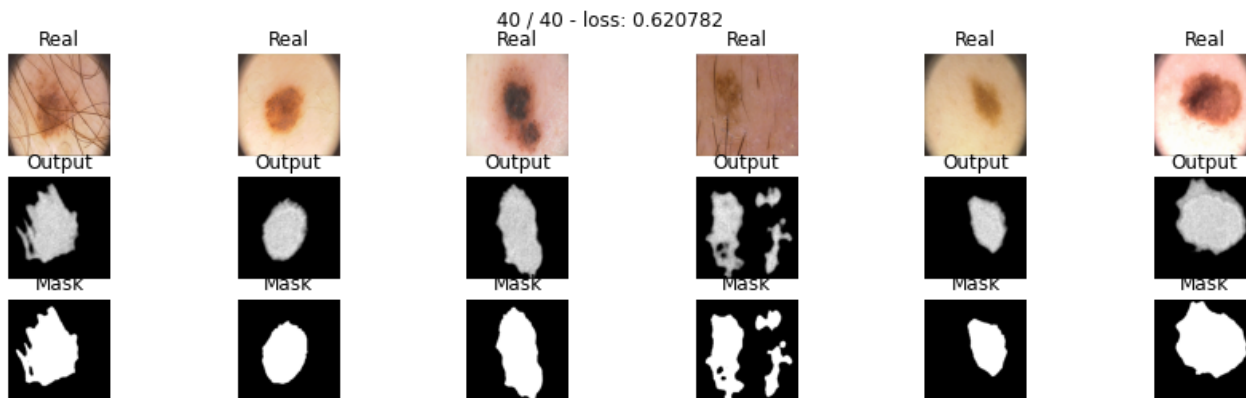 40 / 40 - loss: 0.620782
Real Real Real Real Real Real
Output Output Output Output Output Output
Mask Mask Mask Mask Mask Mask